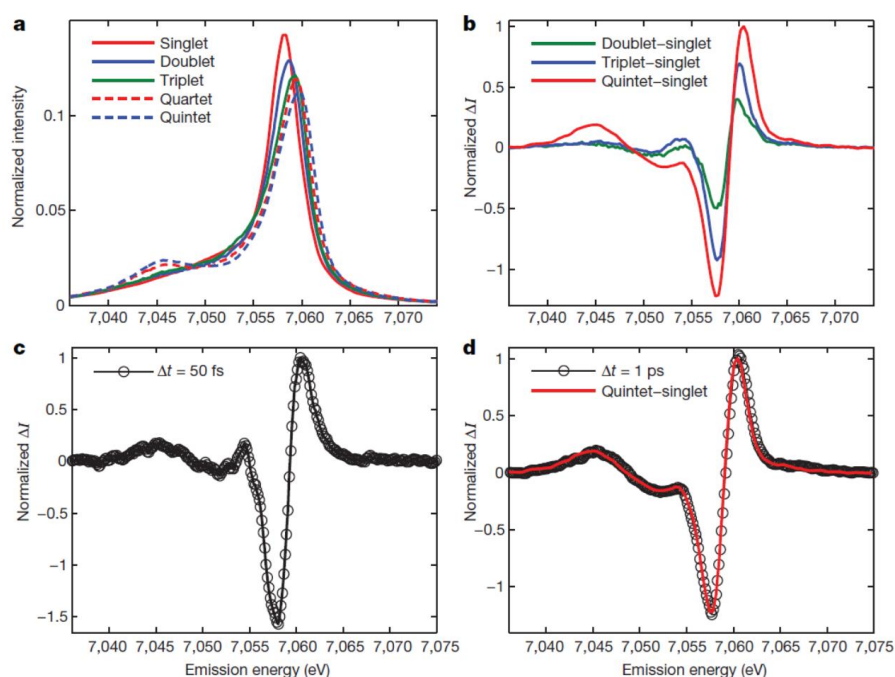 a
Singlet
Doublet
Triplet
Quartet
Quintet
Normalized intensity
0.1
0.05
0
7,040 7,045 7,050 7,055 7,060 7,065 7,070
b
Doublet–singlet
Triplet–singlet
Quintet–singlet
Normalized ΔI
1
0.5
0
−0.5
−1
7,040 7,045 7,050 7,055 7,060 7,065 7,070
c
Δt = 50 fs
Normalized ΔI
1
0.5
0
−0.5
−1
−1.5
7,040 7,045 7,050 7,055 7,060 7,065 7,070 7,075
Emission energy (eV)
d
Δt = 1 ps
Quintet–singlet
Normalized ΔI
1
0.5
0
−0.5
−1
7,040 7,045 7,050 7,055 7,060 7,065 7,070 7,075
Emission energy (eV)